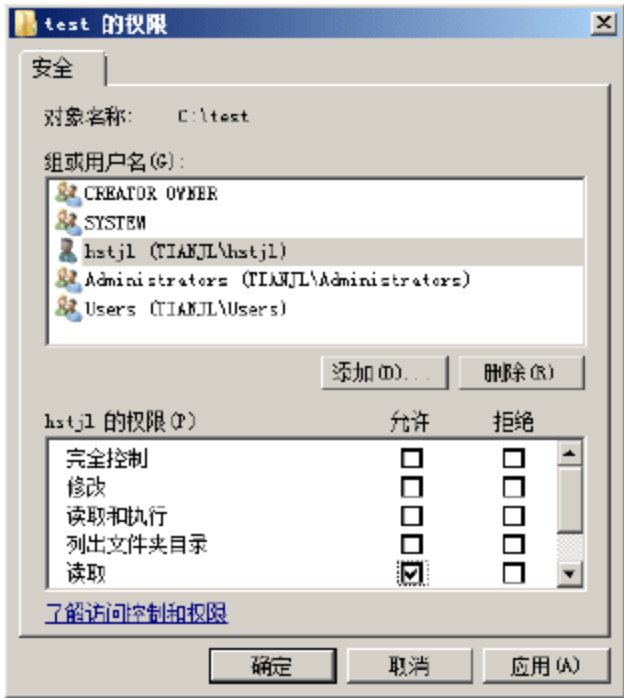 test 的权限
安全
对象名称: C:\test
组或用户名(G):
CREATOR OWNER
SYSTEM
hstjl (TIANJL\hstjl)
Administrators (TIANJL\Administrators)
Users (TIANJL\Users)
添加(D)... 删除(R)
hstjl 的权限(P) 允许 拒绝
完全控制
修改
读取和执行
列出文件夹目录
读取
了解访问控制和权限
确定 取消 应用(A)